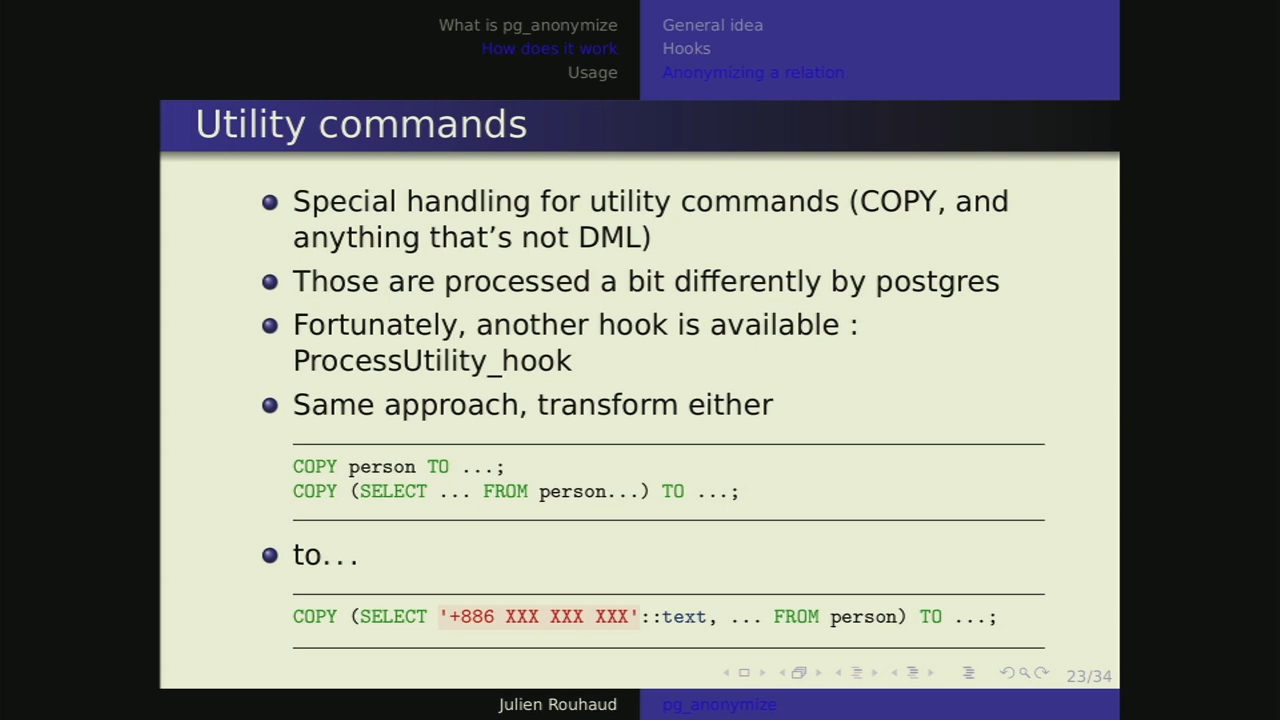 What is pg_anonymize
How does it work
Usage
General idea
Hooks
Anonymizing a relation
Utility commands
Special handling for utility commands (COPY, and
anything that’s not DML)
Those are processed a bit differently by postgres
Fortunately, another hook is available :
ProcessUtility_hook
Same approach, transform either
COPY person TO ...;
COPY (SELECT ... FROM person...) TO ...;
to...
COPY (SELECT '+886 XXX XXX XXX'::text, ... FROM person) TO ...;
23/34
Julien Rouhaud
pg_anonymize